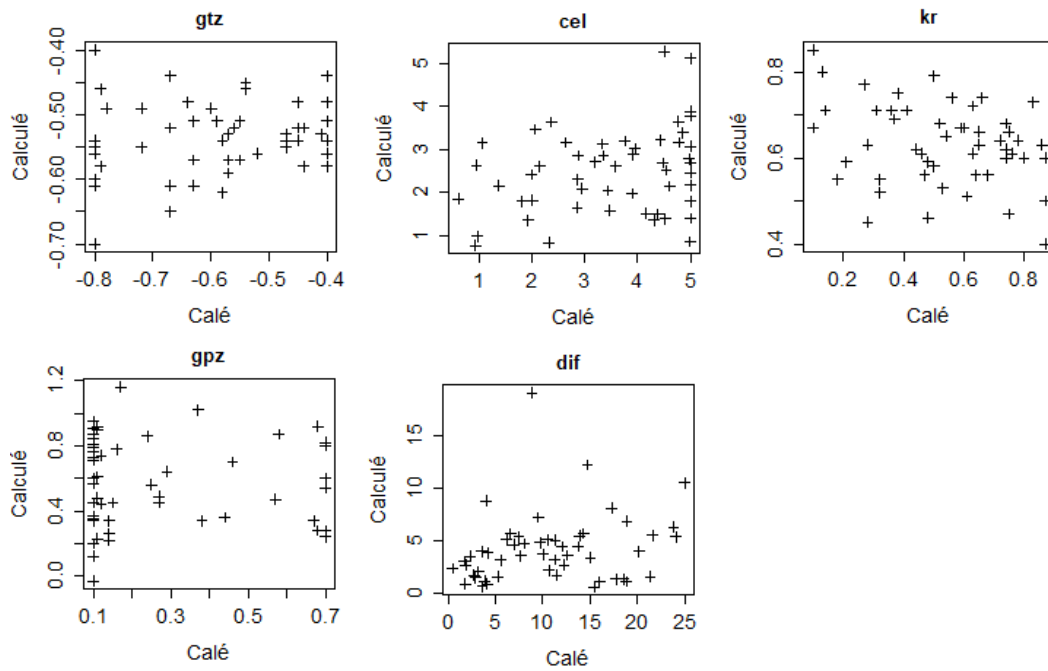 gtz
Calculé
-0.70
-0.60
-0.50
-0.40
-0.8 -0.7 -0.6 -0.5 -0.4
Calé
cel
Calculé
1
2
3
4
5
1 2 3 4 5
Calé
kr
Calculé
0.4
0.6
0.8
0.2 0.4 0.6 0.8
Calé
gpz
Calculé
0.0
0.4
0.8
1.2
0.1 0.3 0.5 0.7
Calé
dif
Calculé
0
5
10
15
0 5 10 15 20 25
Calé